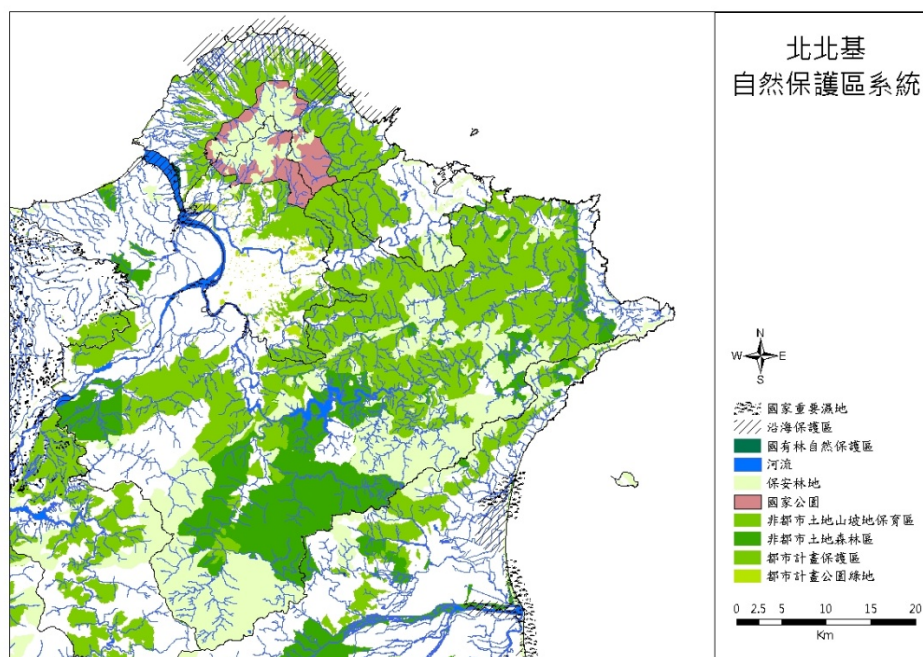 北北基
自然保護區系統
N
W E
S
國家重要濕地
沿海保護區
國有林自然保護區
河流
保安林地
國家公園
非都市土地山坡地保育區
非都市土地森林區
都市計畫保護區
都市計畫公園綠地
0 2.5 5 10 15 20
Km